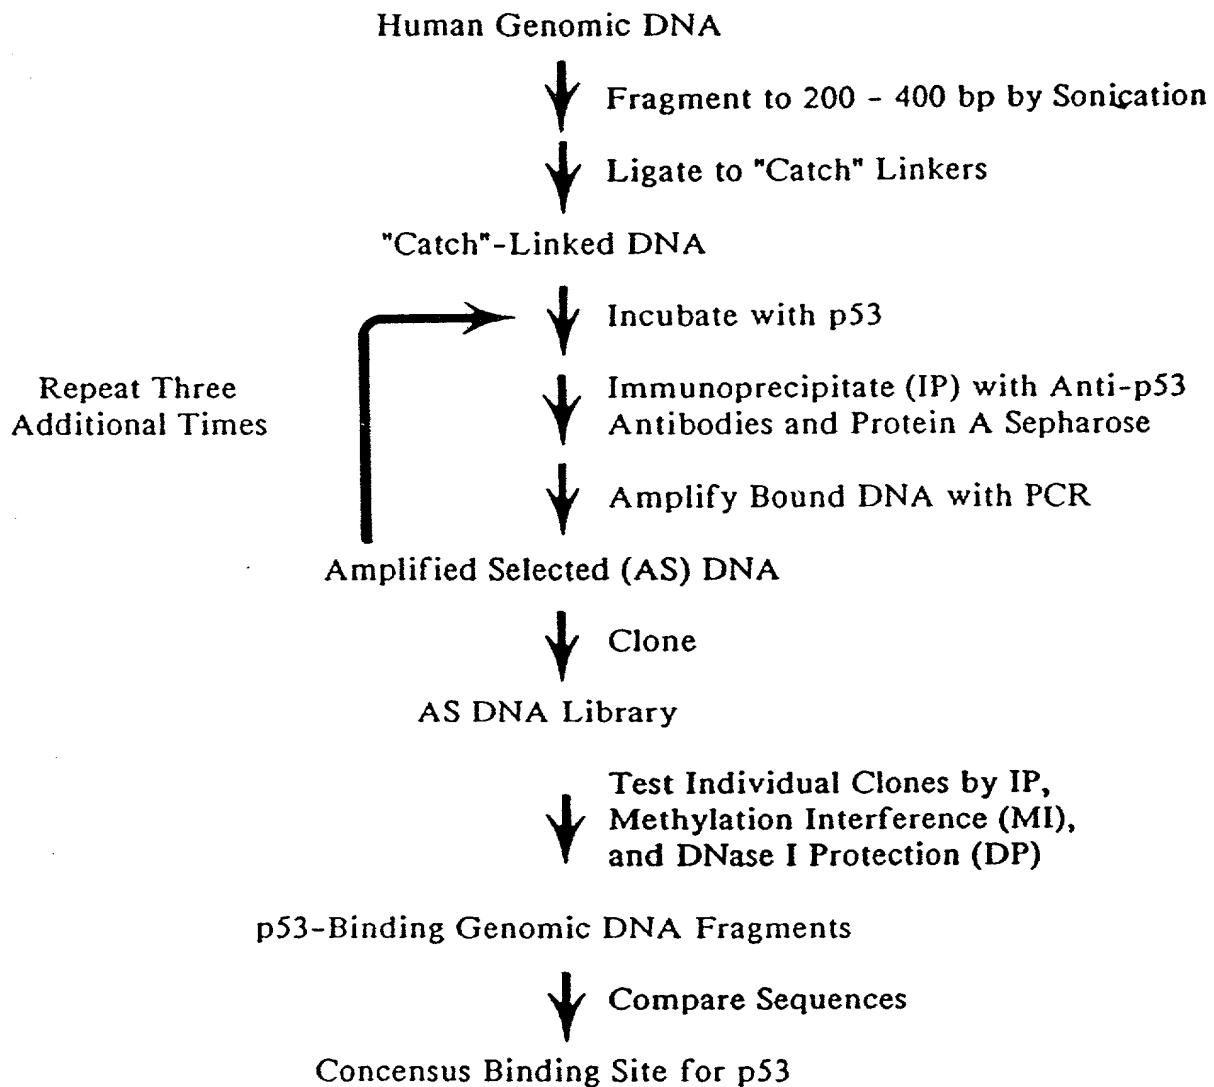 Human Genomic DNA
Fragment to 200 - 400 bp by Sonication
Ligate to "Catch" Linkers
"Catch"-Linked DNA
Incubate with p53
Repeat Three
Additional Times
Immunoprecipitate (IP) with Anti-p53
Antibodies and Protein A Sepharose
Amplify Bound DNA with PCR
Amplified Selected (AS) DNA
Clone
AS DNA Library
Test Individual Clones by IP,
Methylation Interference (MI),
and DNase I Protection (DP)
p53-Binding Genomic DNA Fragments
Compare Sequences
Concensus Binding Site for p53